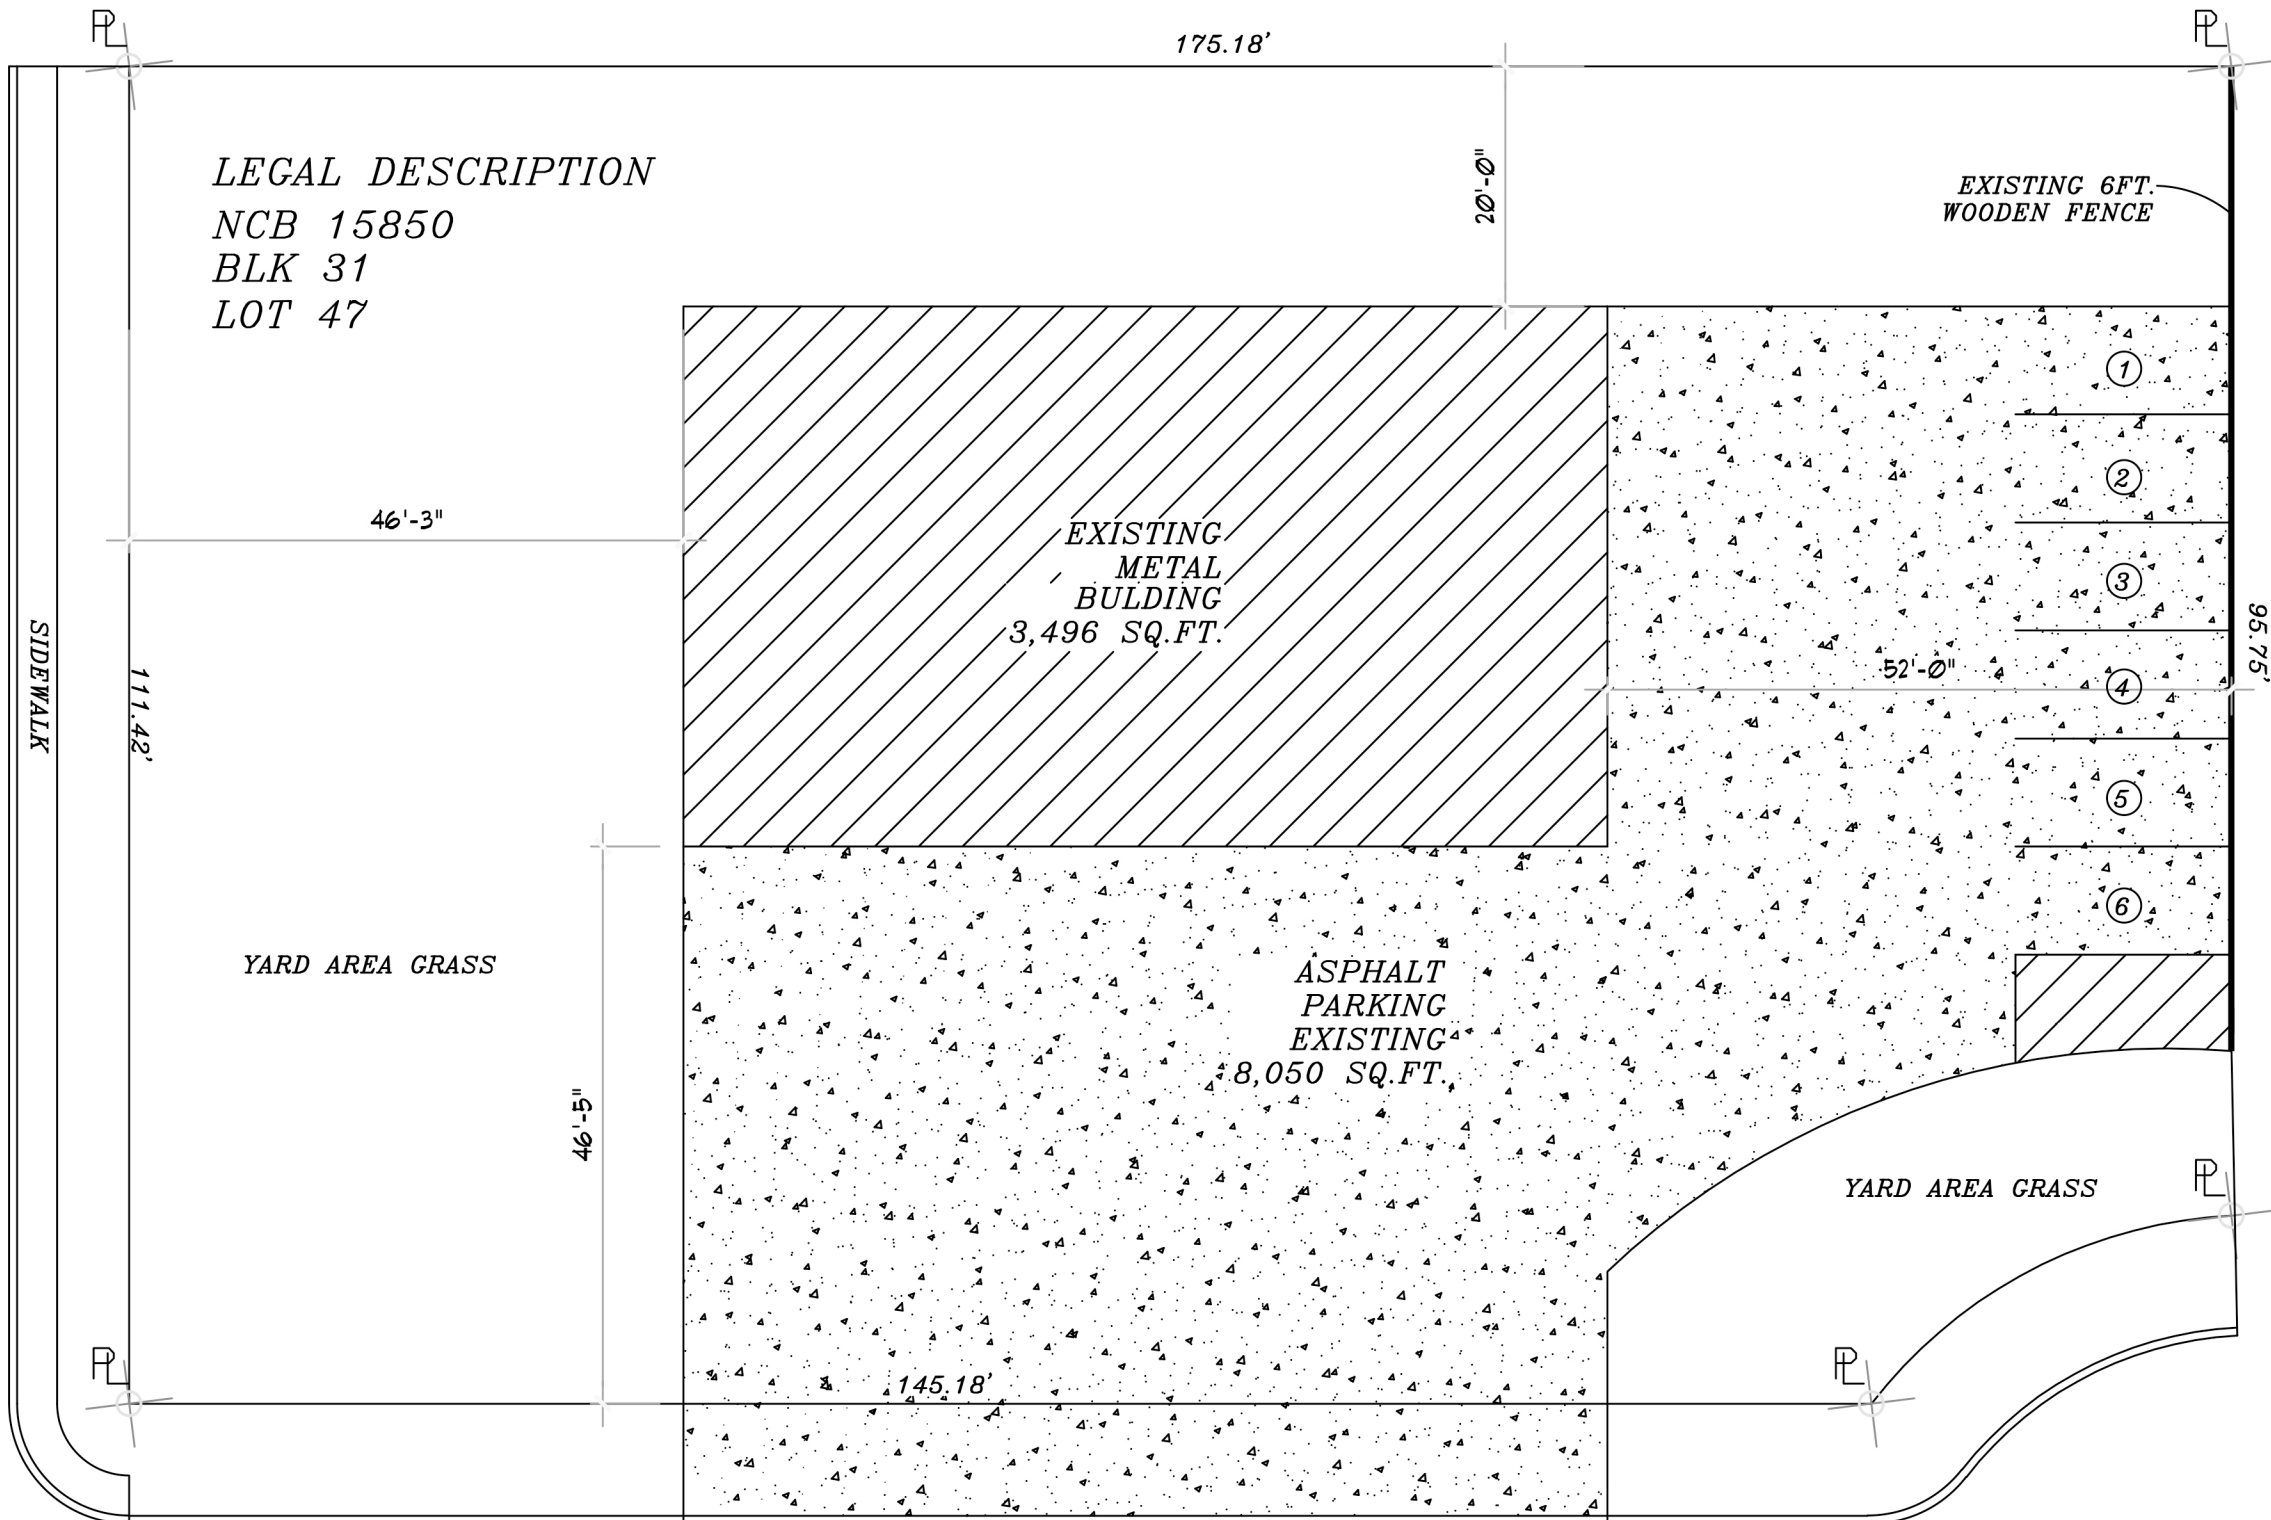 PL
175.18'
PL
LEGAL DESCRIPTION
NCB 15850
BLK 31
LOT 47
20'-0"
EXISTING 6FT.
WOODEN FENCE
1
2
46'-3"
EXISTING
METAL
BULDING
3,496 SQ.FT.
3
SIDEWALK
111.42'
95.75'
52'-0"
4
5
6
YARD AREA GRASS
ASPHALT
PARKING
EXISTING
8,050 SQ.FT.
46'-5"
YARD AREA GRASS
PL
PL
145.18'
PL